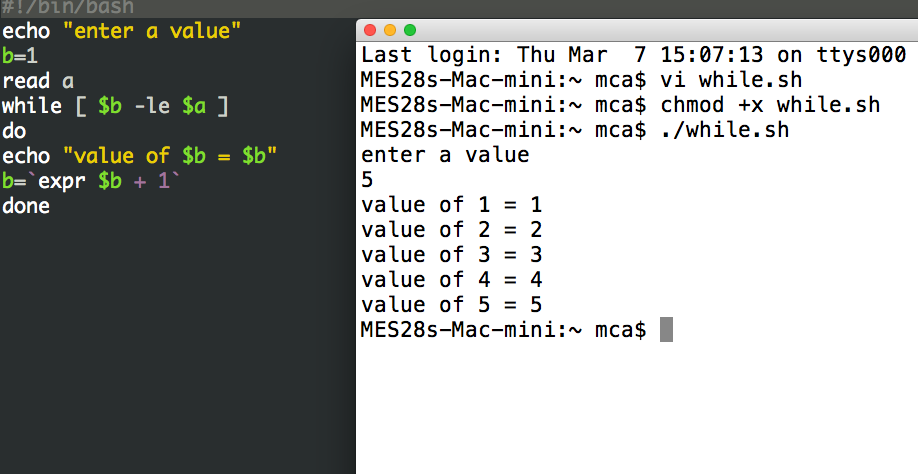 #!/bin/bash
echo "enter a value"
b=1
read a
while [ $b -le $a ]
do
echo "value of $b = $b"
b=`expr $b + 1`
done
Last login: Thu Mar  7 15:07:13 on ttys000
MES28s-Mac-mini:~ mca$ vi while.sh
MES28s-Mac-mini:~ mca$ chmod +x while.sh
MES28s-Mac-mini:~ mca$ ./while.sh
enter a value
5
value of 1 = 1
value of 2 = 2
value of 3 = 3
value of 4 = 4
value of 5 = 5
MES28s-Mac-mini:~ mca$